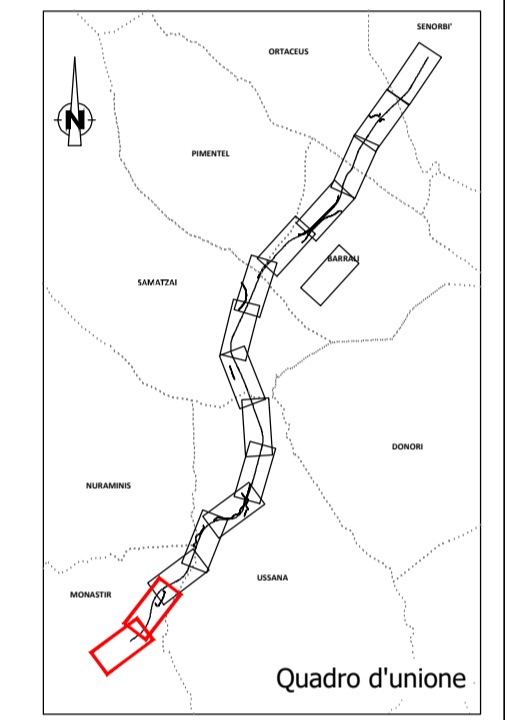 SENORBI'
ORTACEUS
N
PIMENTEL
BARRALI
SAMATZAI
DONORI
NURAMINIS
USSANA
MONASTIR
Quadro d'unione